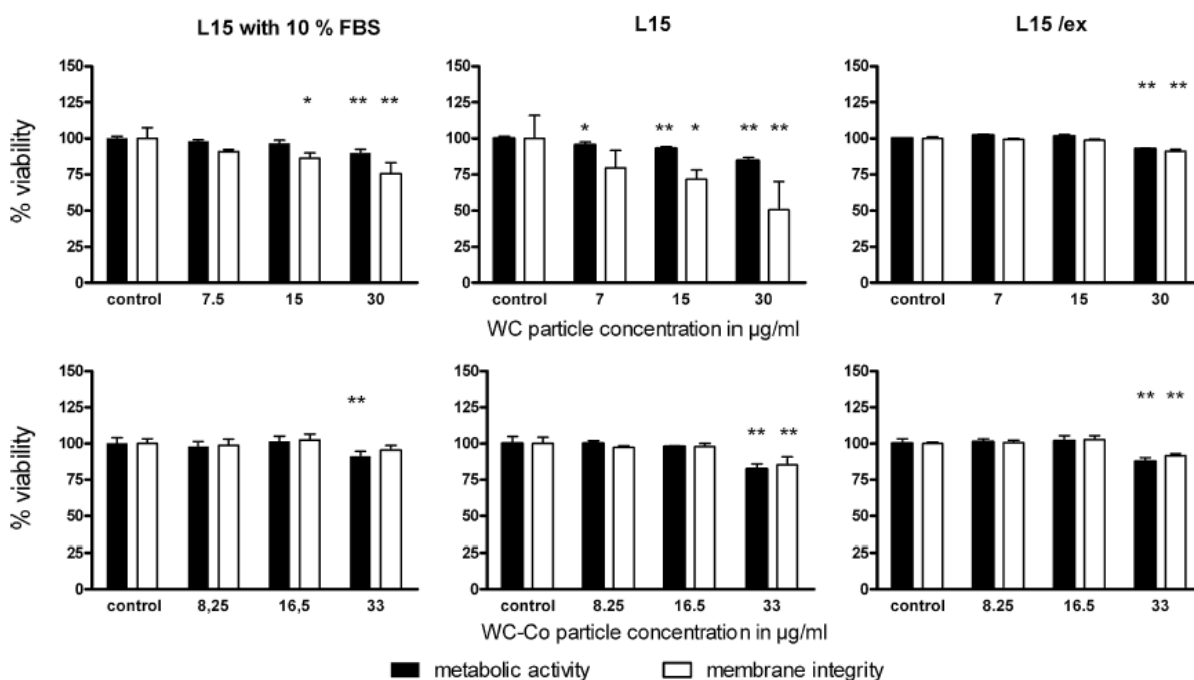 L15 with 10 % FBS
L15
L15 /ex
% viability
150
125
100
75
50
25
0
* ** **
control 7.5 15 30
150
125
100
75
50
25
0
* ** * ** **
control 7 15 30
150
125
100
75
50
25
0
** **
control 7 15 30
WC particle concentration in µg/ml
% viability
150
125
100
75
50
25
0
**
control 8,25 16,5 33
150
125
100
75
50
25
0
** **
control 8.25 16.5 33
150
125
100
75
50
25
0
** **
control 8.25 16.5 33
WC-Co particle concentration in µg/ml
metabolic activity membrane integrity